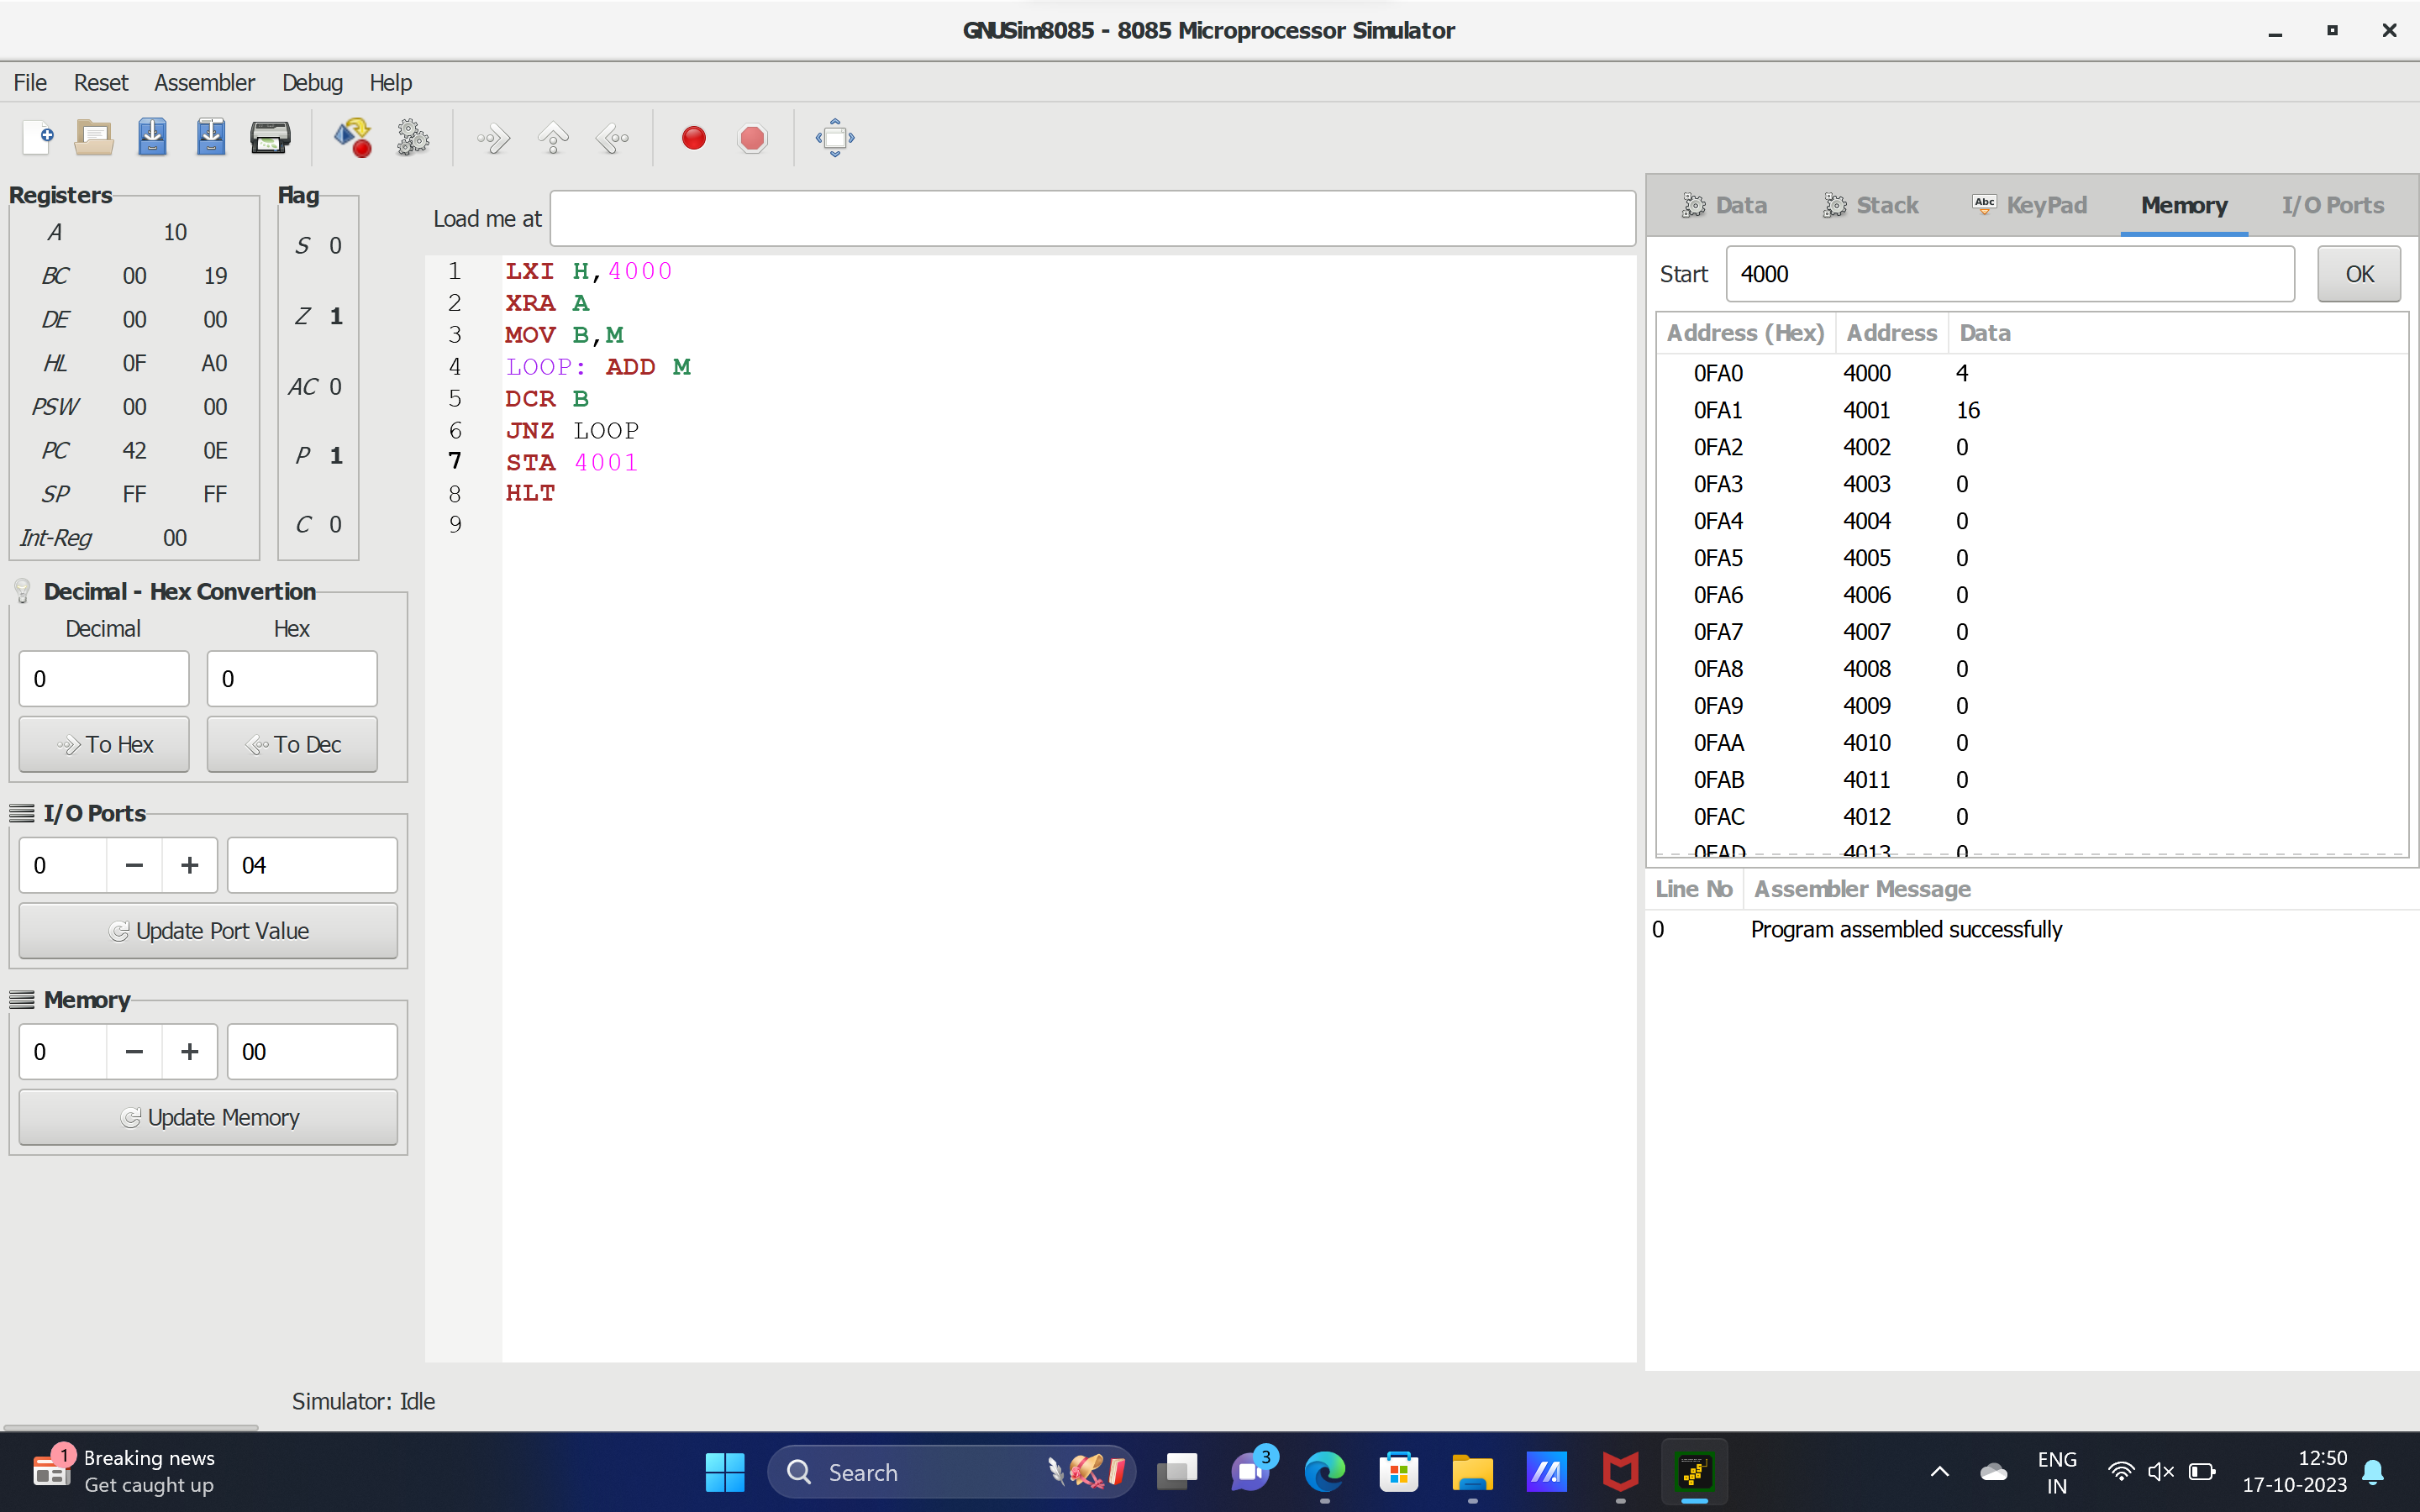 GNUSim8085 - 8085 Microprocessor Simulator
File Reset Assembler Debug Help
Registers
A 10
BC 00 19
DE 00 00
HL 0F A0
PSW 00 00
PC 42 0E
SP FF FF
Int-Reg 00
Flag
S 0
Z 1
AC 0
P 1
C 0
Decimal - Hex Convertion
Decimal Hex
0 0
To Hex To Dec
I/O Ports
0 − + 04
Update Port Value
Memory
0 − + 00
Update Memory
Load me at
1 LXI H,4000
2 XRA A
3 MOV B,M
4 LOOP: ADD M
5 DCR B
6 JNZ LOOP
7 STA 4001
8 HLT
9
Data Stack Abc KeyPad Memory I/O Ports
Start 4000 OK
Address (Hex) Address Data
0FA0 4000 4
0FA1 4001 16
0FA2 4002 0
0FA3 4003 0
0FA4 4004 0
0FA5 4005 0
0FA6 4006 0
0FA7 4007 0
0FA8 4008 0
0FA9 4009 0
0FAA 4010 0
0FAB 4011 0
0FAC 4012 0
0FAD 4013 0
Line No Assembler Message
0 Program assembled successfully
Simulator: Idle
1 Breaking news
Get caught up
Search
3
ENG
IN
12:50
17-10-2023